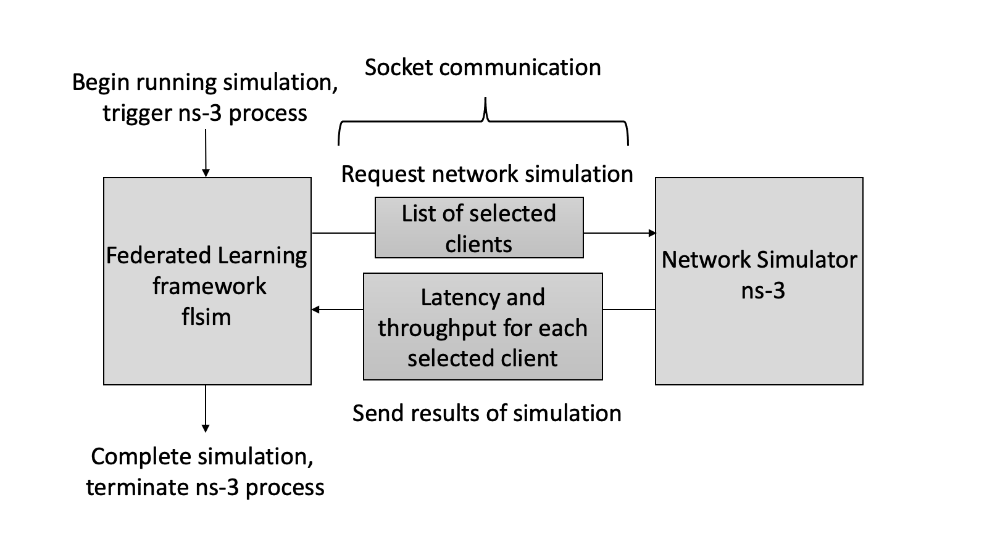 Begin running simulation,
trigger ns-3 process
Socket communication
Request network simulation
List of selected
clients
Federated Learning
framework
flsim
Network Simulator
ns-3
Latency and
throughput for each
selected client
Send results of simulation
Complete simulation,
terminate ns-3 process